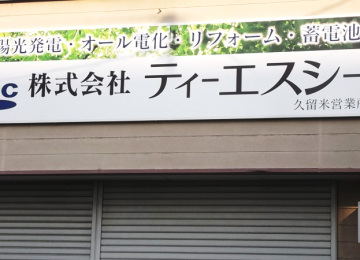 陽光発電・オール電化・リフォーム・蓄電池
C 株式会社 ティーエスシー
久留米営業所